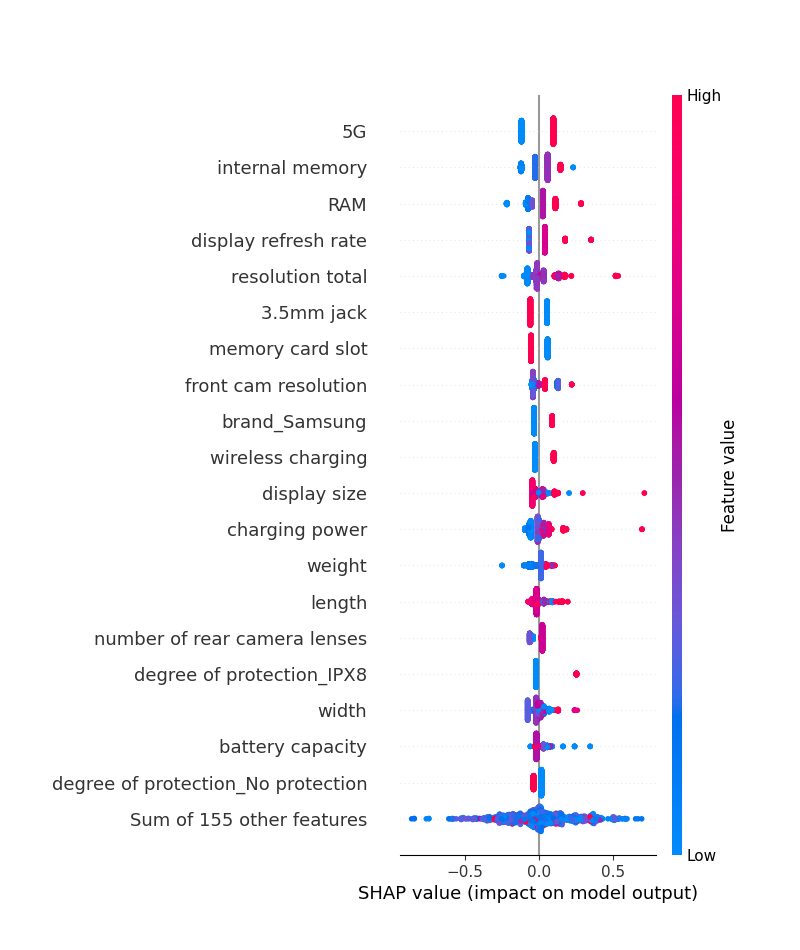 High
5G
internal memory
RAM
display refresh rate
resolution total
3.5mm jack
memory card slot
front cam resolution
brand_Samsung
wireless charging
display size
charging power
weight
length
number of rear camera lenses
degree of protection_IPX8
width
battery capacity
degree of protection_No protection
Sum of 155 other features
Feature value
Low
−0.5 0.0 0.5
SHAP value (impact on model output)